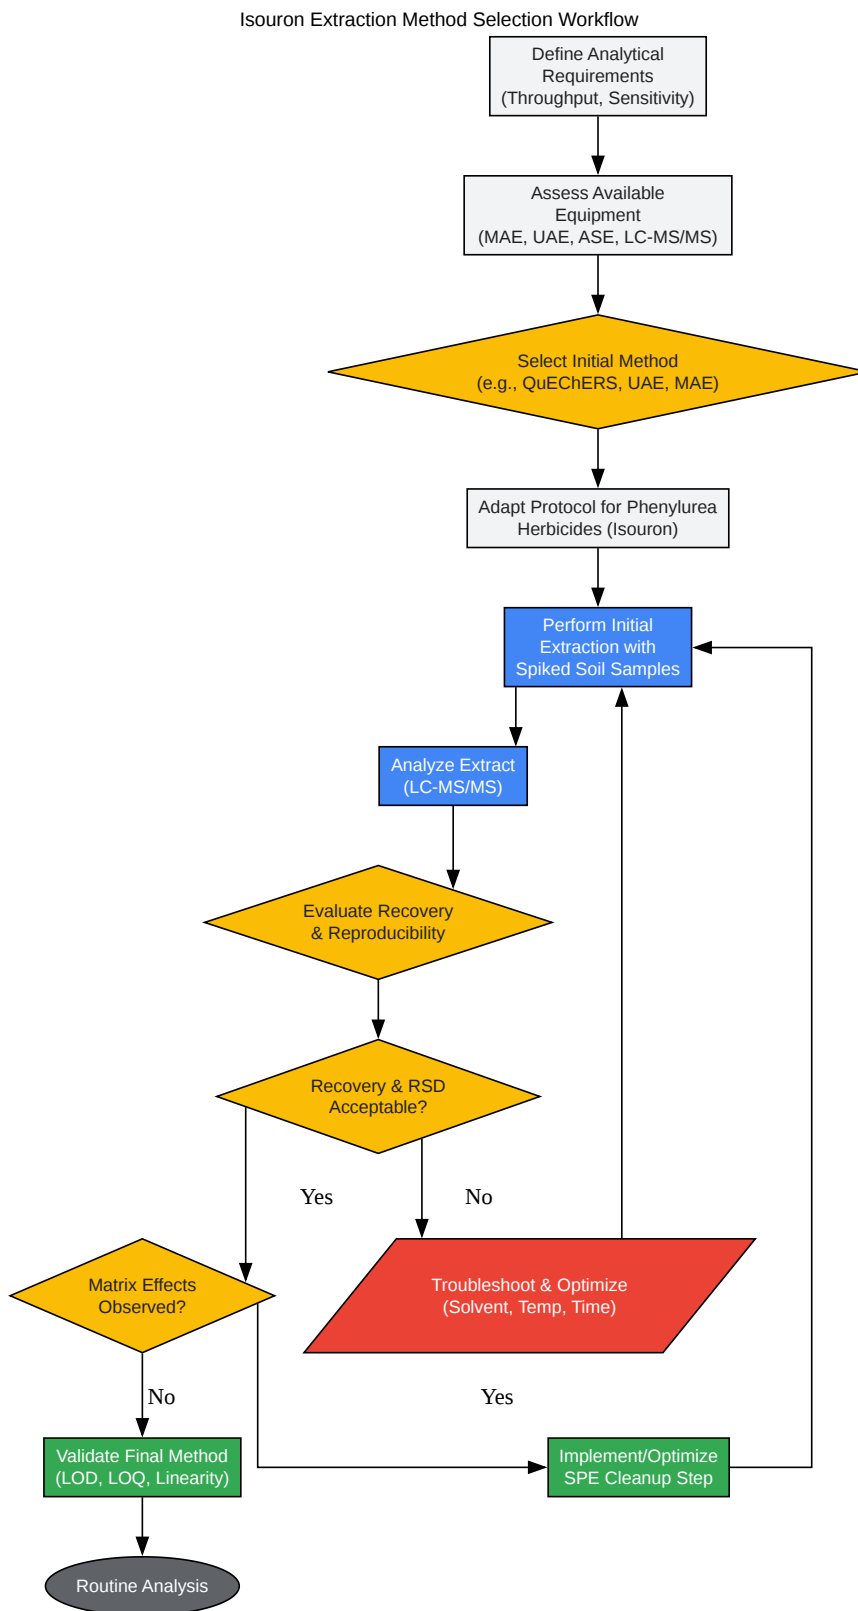 Isouron Extraction Method Selection Workflow
Define Analytical
Requirements
(Throughput, Sensitivity)
Assess Available
Equipment
(MAE, UAE, ASE, LC-MS/MS)
Select Initial Method
(e.g., QuEChERS, UAE, MAE)
Adapt Protocol for Phenylurea
Herbicides (Isouron)
Perform Initial
Extraction with
Spiked Soil Samples
Analyze Extract
(LC-MS/MS)
Evaluate Recovery
& Reproducibility
Recovery & RSD
Acceptable?
Yes
No
Matrix Effects
Observed?
Troubleshoot & Optimize
(Solvent, Temp, Time)
No
Yes
Validate Final Method
(LOD, LOQ, Linearity)
Implement/Optimize
SPE Cleanup Step
Routine Analysis